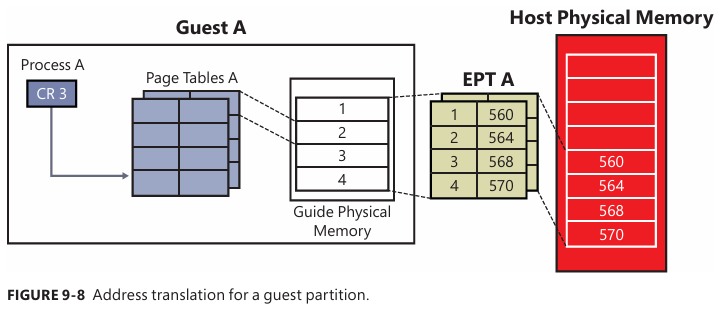 Guest A
Host Physical Memory
Process A
CR 3
Page Tables A
1
2
3
4
Guide Physical
Memory
EPT A
1 560
2 564
3 568
4 570
560
564
568
570
FIGURE 9-8 Address translation for a guest partition.